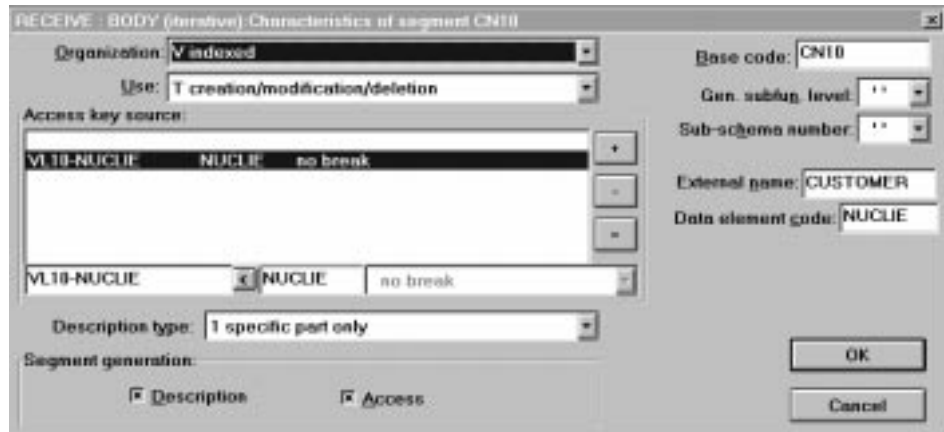 RECEIVE : BODY (iterative):Characteristics of segment CN10
Organization: V indexed
Base code: CN10
Use: T creation/modification/deletion
Gen. subfun. level: ' '
Access key source:
Sub-schema number: ' '
VL10-NUCLIE NUCLIE no break
+
External name: CUSTOMER
-
Data element code: NUCLIE
=
VL10-NUCLIE < NUCLIE no break
Description type: 1 specific part only
Segment generation:
OK
Description Access
Cancel